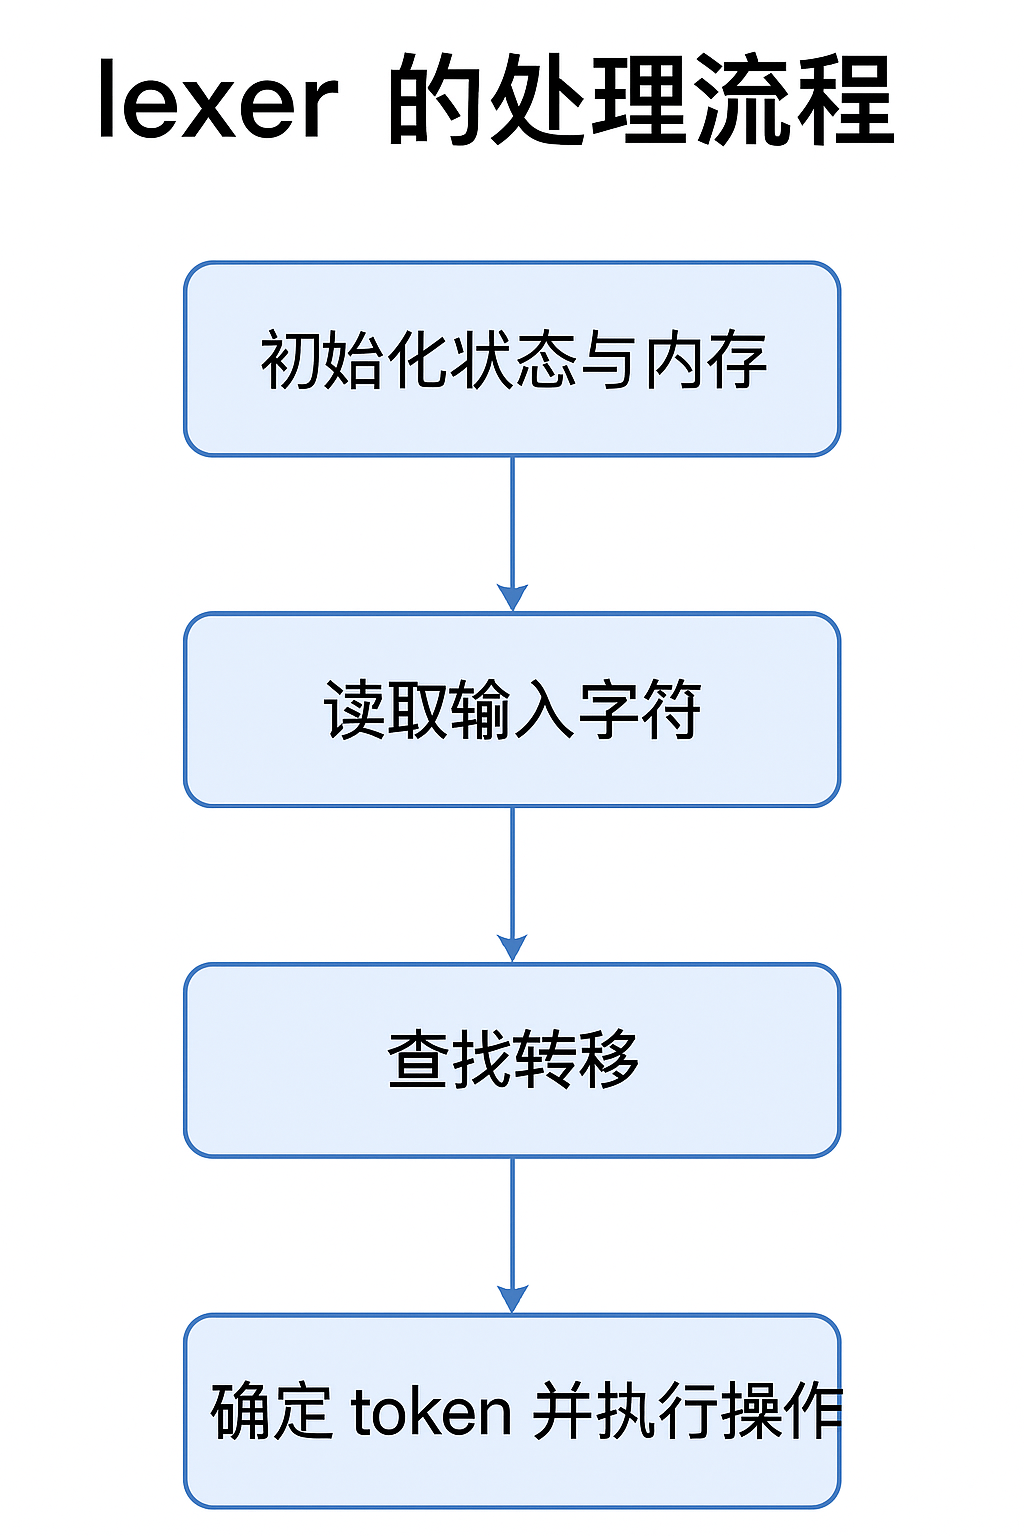 lexer 的处理流程
初始化状态与内存
读取输入字符
查找转移
确定 token 并执行操作